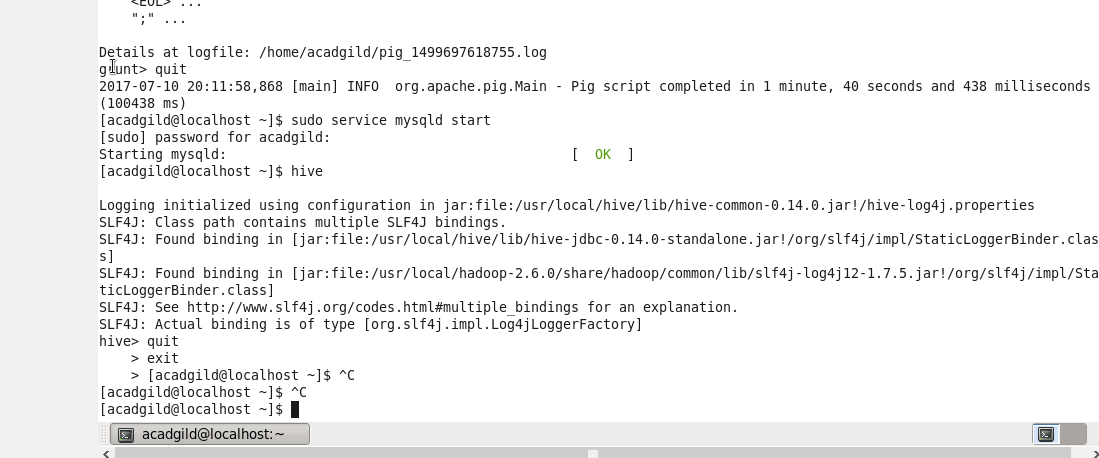 <EOL> ...
";" ...
Details at logfile: /home/acadgild/pig_1499697618755.log
grunt> quit
2017-07-10 20:11:58,868 [main] INFO  org.apache.pig.Main - Pig script completed in 1 minute, 40 seconds and 438 milliseconds
(100438 ms)
[acadgild@localhost ~]$ sudo service mysqld start
[sudo] password for acadgild:
Starting mysqld:                                           [  OK  ]
[acadgild@localhost ~]$ hive
Logging initialized using configuration in jar:file:/usr/local/hive/lib/hive-common-0.14.0.jar!/hive-log4j.properties
SLF4J: Class path contains multiple SLF4J bindings.
SLF4J: Found binding in [jar:file:/usr/local/hive/lib/hive-jdbc-0.14.0-standalone.jar!/org/slf4j/impl/StaticLoggerBinder.clas
s]
SLF4J: Found binding in [jar:file:/usr/local/hadoop-2.6.0/share/hadoop/common/lib/slf4j-log4j12-1.7.5.jar!/org/slf4j/impl/Sta
ticLoggerBinder.class]
SLF4J: See http://www.slf4j.org/codes.html#multiple_bindings for an explanation.
SLF4J: Actual binding is of type [org.slf4j.impl.Log4jLoggerFactory]
hive> quit
    > exit
    > [acadgild@localhost ~]$ ^C
[acadgild@localhost ~]$ ^C
[acadgild@localhost ~]$
acadgild@localhost:~